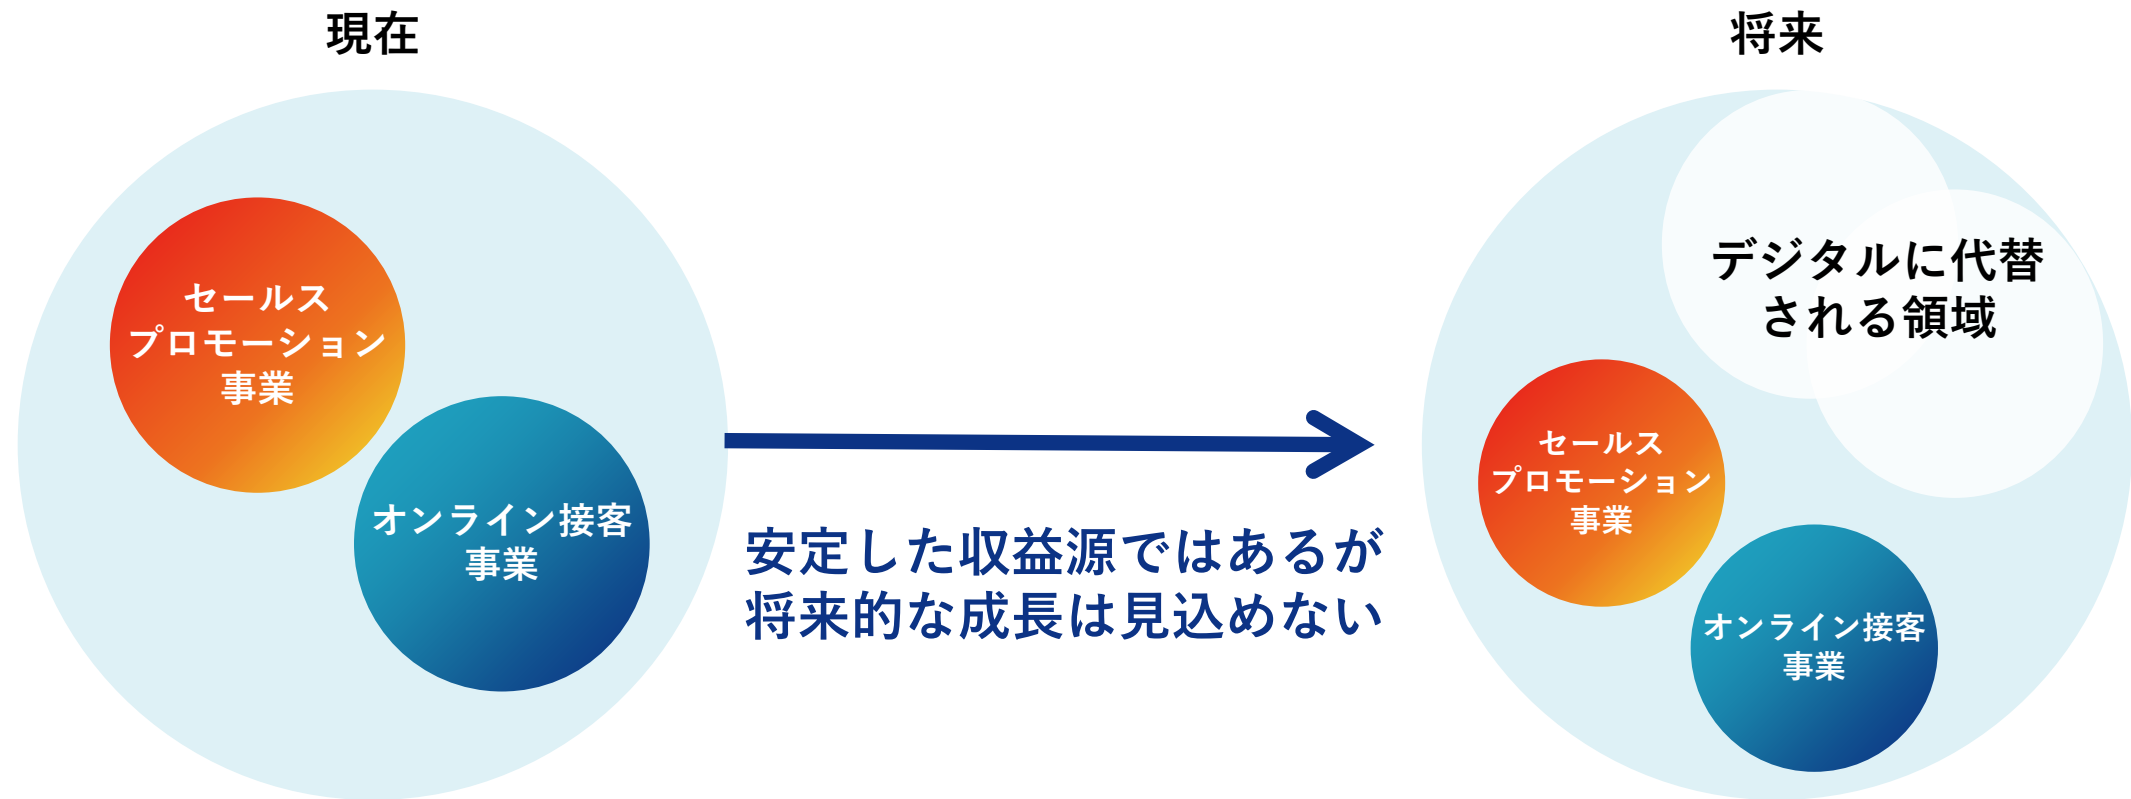 現在
セールス
プロモーション
事業
オンライン接客
事業
安定した収益源ではあるが
将来的な成長は見込めない
将来
デジタルに代替
される領域
セールス
プロモーション
事業
オンライン接客
事業